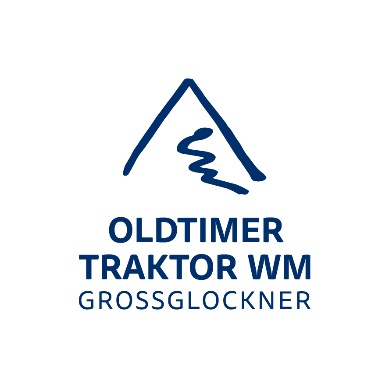 OLDTIMER
TRAKTOR WM
GROSSGLOCKNER